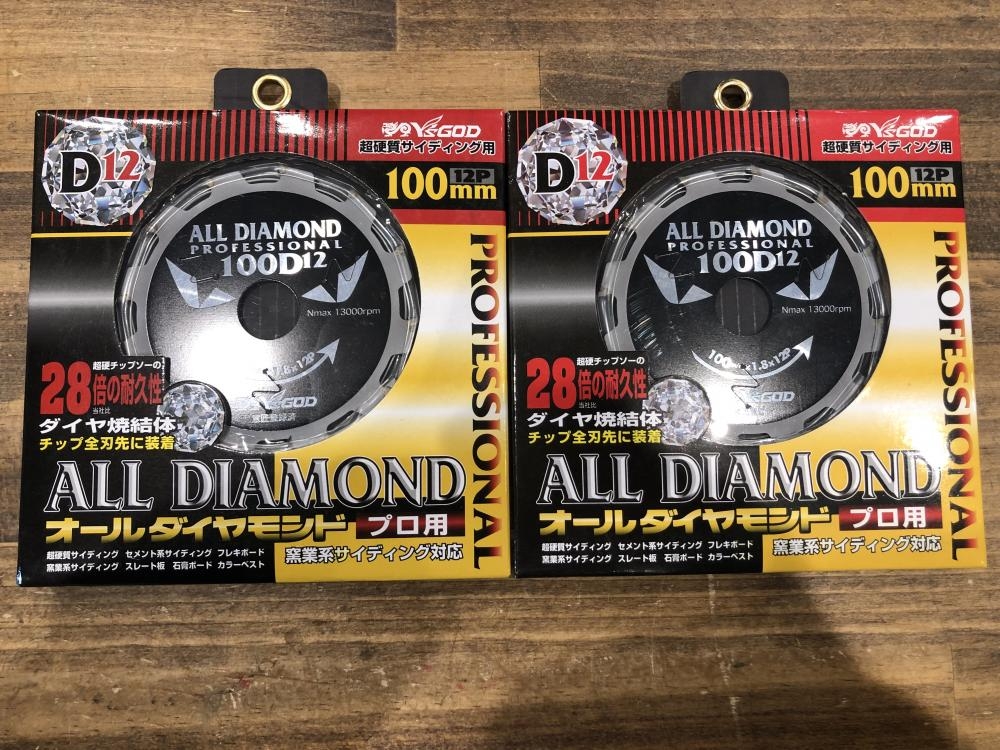 D12
Y'sGOD
超硬質サイディング用
100mm
12P
ALL DIAMOND
PROFESSIONAL
100D12
Nmax 13000rpm
1.8×12P
Y'sGOD
PROFESSIONAL
超硬チップソーの
28倍の耐久性
当社比
ダイヤ焼結体
チップ全刃先に装着
ALL DIAMOND
オールダイヤモンド
プロ用
窯業系サイディング対応
超硬質サイディング セメント系サイディング フレキボード
窯業系サイディング スレート板 石膏ボード カラーベスト
D12
Y'sGOD
超硬質サイディング用
100mm
12P
ALL DIAMOND
PROFESSIONAL
100D12
Nmax 13000rpm
100 ×1.8×12P
Y'sGOD
PROFESSIONAL
超硬チップソーの
28倍の耐久性
当社比
ダイヤ焼結体
チップ全刃先に装着
ALL DIAMOND
オールダイヤモンド
プロ用
窯業系サイディング対応
超硬質サイディング セメント系サイディング フレキボード
窯業系サイディング スレート板 石膏ボード カラーベスト